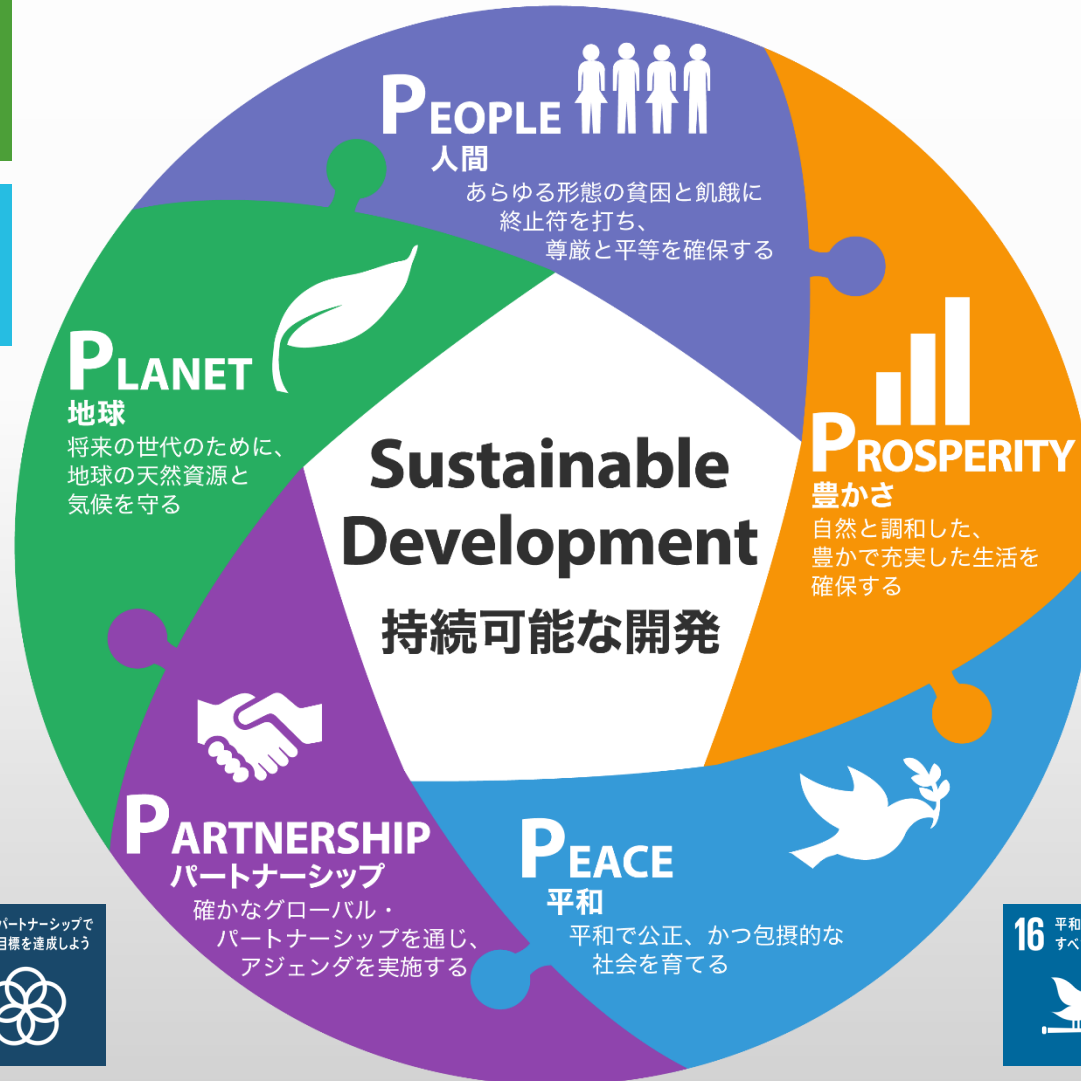 PEOPLE
人間
あらゆる形態の貧困と飢餓に
終止符を打ち、
尊厳と平等を確保する
PROSPERITY
豊かさ
自然と調和した、
豊かで充実した生活を
確保する
PLANET
地球
将来の世代のために、
地球の天然資源と
気候を守る
Sustainable
Development
持続可能な開発
PARTNERSHIP
パートナーシップ
確かなグローバル・
パートナーシップを通じ、
アジェンダを実施する
PEACE
平和
平和で公正、かつ包摂的な
社会を育てる
パートナーシップで
目標を達成しよう
16 平和
すべ